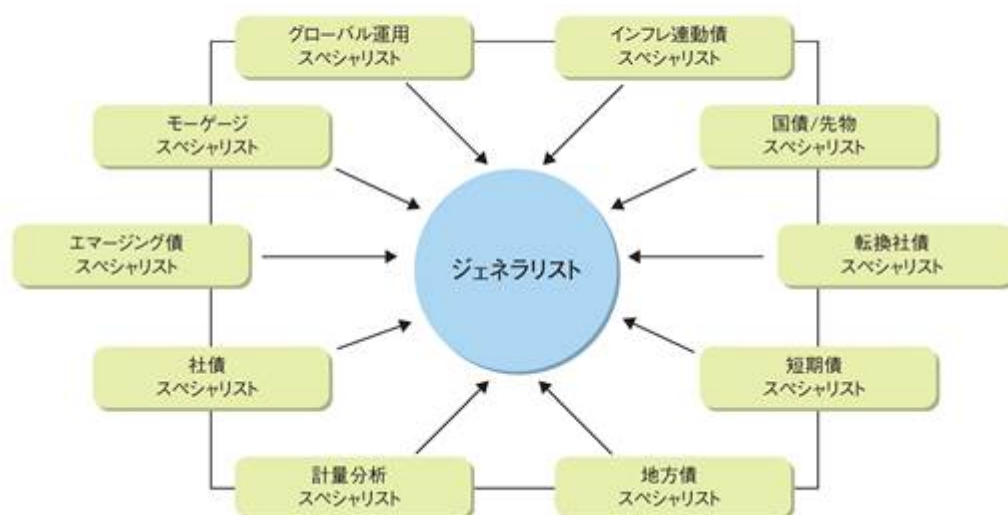 グローバル運用
スペシャリスト
インフレ連動債
スペシャリスト
モーゲージ
スペシャリスト
国債/先物
スペシャリスト
エマージング債
スペシャリスト
ジェネラリスト
転換社債
スペシャリスト
社債
スペシャリスト
短期債
スペシャリスト
計量分析
スペシャリスト
地方債
スペシャリスト